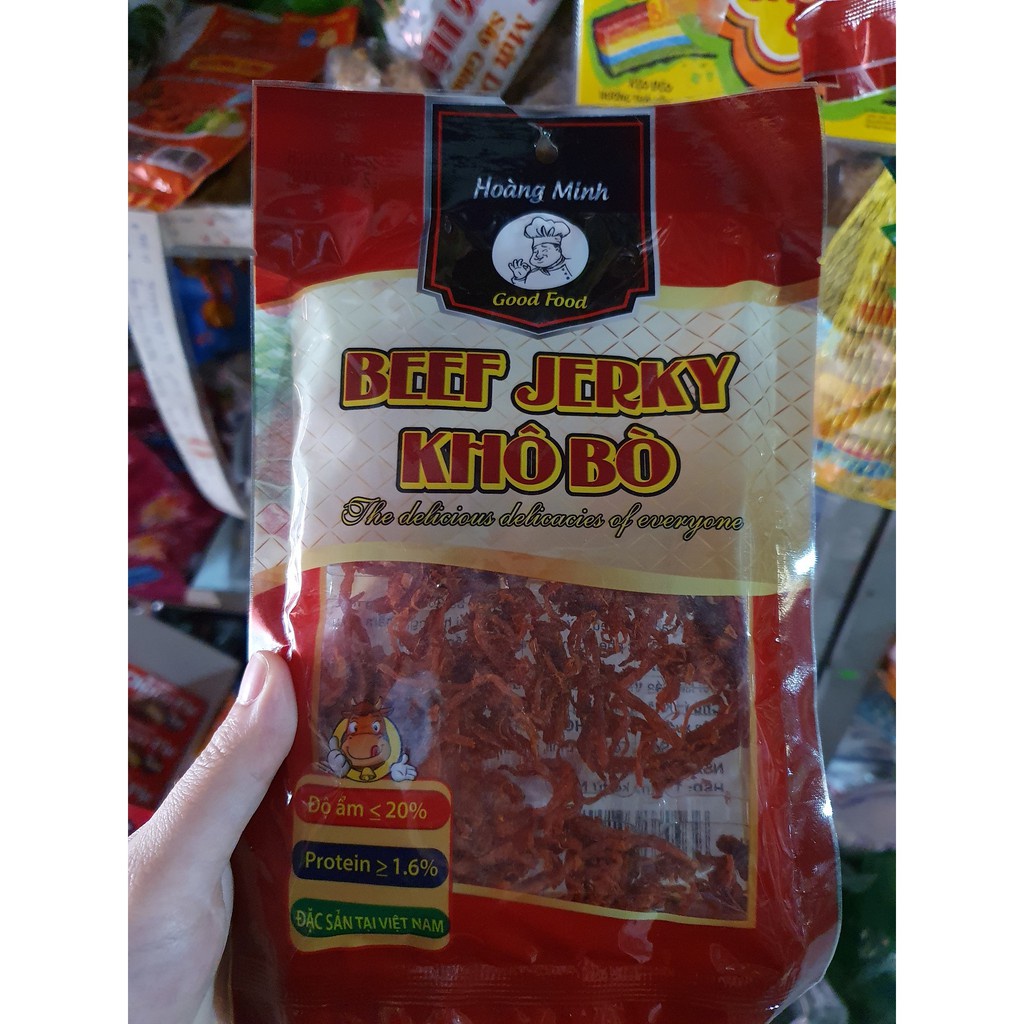 Hoàng Minh
Good Food
BEEF JERKY
KHÔ BÒ
The delicious delicacies of everyone
Độ ẩm ≤ 20%
Protein ≥ 1.6%
ĐẶC SẢN TẠI VIỆT NAM